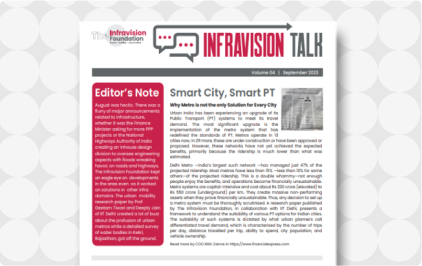 The Infravision
Foundation
INFRAVISION TALK
Volume 04 | September 2023
Editor's Note
August was hectic. There was a
flurry of major announcements
related to infrastructure,
whether it was the Finance
Minister asking for more PPP
projects or the National
Highways Authority of India
creating an inhouse design
division to oversee engineering
aspects with floods wreaking
havoc on roads and highways.
The Infravision Foundation kept
an eagle eye on developments
in the area even as it worked
on solutions in other infra
domains. The urban mobility
research paper by Prof
Geetam Tiwari and Deepty Jain
of IIT Delhi created a lot of buzz
about the profusion of urban
metros while a detailed survey
of water bodies in Kekri,
Rajasthan, got off the ground.
Smart City, Smart PT
Why Metro is not the only Solution for Every City
Urban India has been experiencing an upgrade of its
Public Transport (PT) systems to meet its travel
demand. The most significant upgrade is the
implementation of the metro system that has
redefined the standards of PT. Metros operate in 13
cities now; in 29 more, these are under construction or have been approved or
proposed. However, these networks have not yet achieved the expected
benefits, primarily because the ridership is much lower than what was
estimated.
Delhi Metro –India's largest such network –has managed just 47% of the
projected ridership. Most metros have less than 15% –less than 10% for some
others–of the projected ridership. This is a double whammy–not enough
people enjoy the benefits, and operations become financially unsustainable.
Metro systems are capital-intensive and cost about Rs 220 crore (elevated) to
Rs 550 crore (underground) per km. They create massive non-performing
assets when they prove financially unsustainable. Thus, any decision to set up
a metro system must be thoroughly scrutinised. A research paper published
by The Infravision Foundation, in collaboration with IIT Delhi, presents a
framework to understand the suitability of various PT options for Indian cities.
The suitability of such systems is dictated by what urban planners call
differentiated travel demand, which is characterised by the number of trips
per day, distance travelled per trip, ability to spend, city population, and
vehicle ownership.